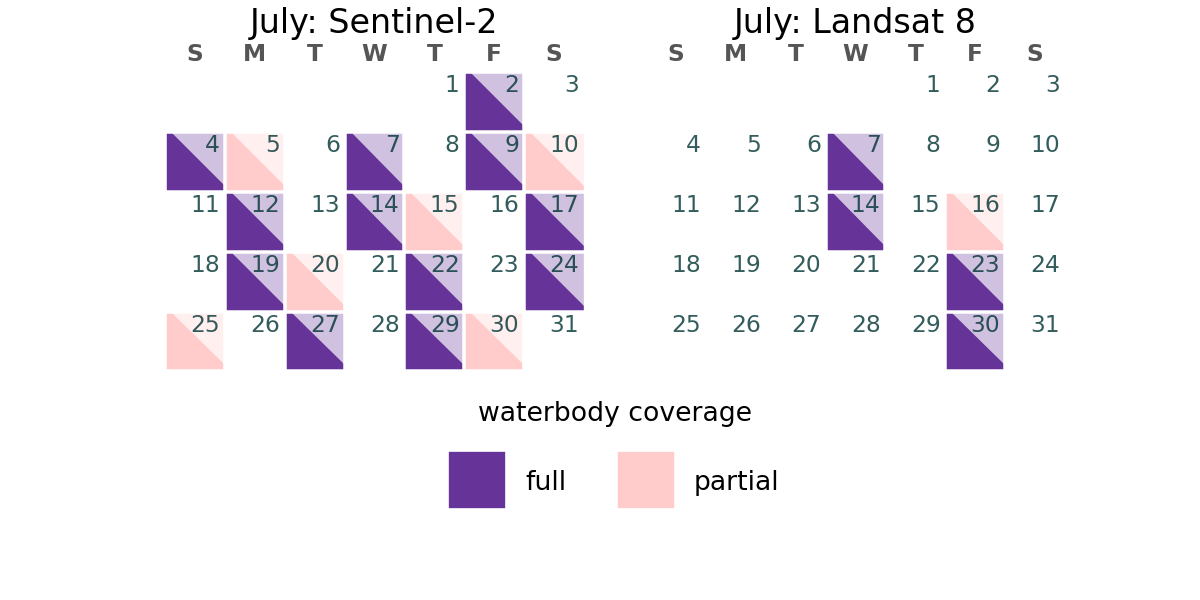 July: Sentinel-2
S M T W T F S
1 2 3
4 5 6 7 8 9 10
11 12 13 14 15 16 17
18 19 20 21 22 23 24
25 26 27 28 29 30 31
July: Landsat 8
S M T W T F S
1 2 3
4 5 6 7 8 9 10
11 12 13 14 15 16 17
18 19 20 21 22 23 24
25 26 27 28 29 30 31
waterbody coverage
full
partial